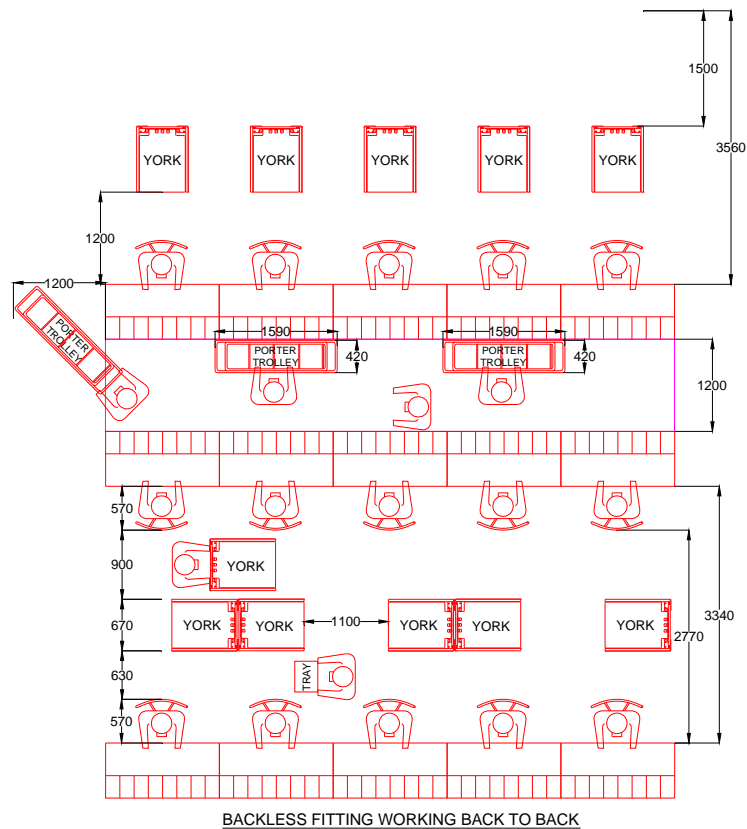 1500
3560
YORK YORK YORK YORK YORK
1200
1200
1590
1590
PORTER
TROLLEY
PORTER
TROLLEY
420
PORTER
TROLLEY
420
1200
570
900
YORK
3340
2770
670
YORK YORK
1100
YORK YORK
YORK
630
TRAY
570
BACKLESS FITTING WORKING BACK TO BACK